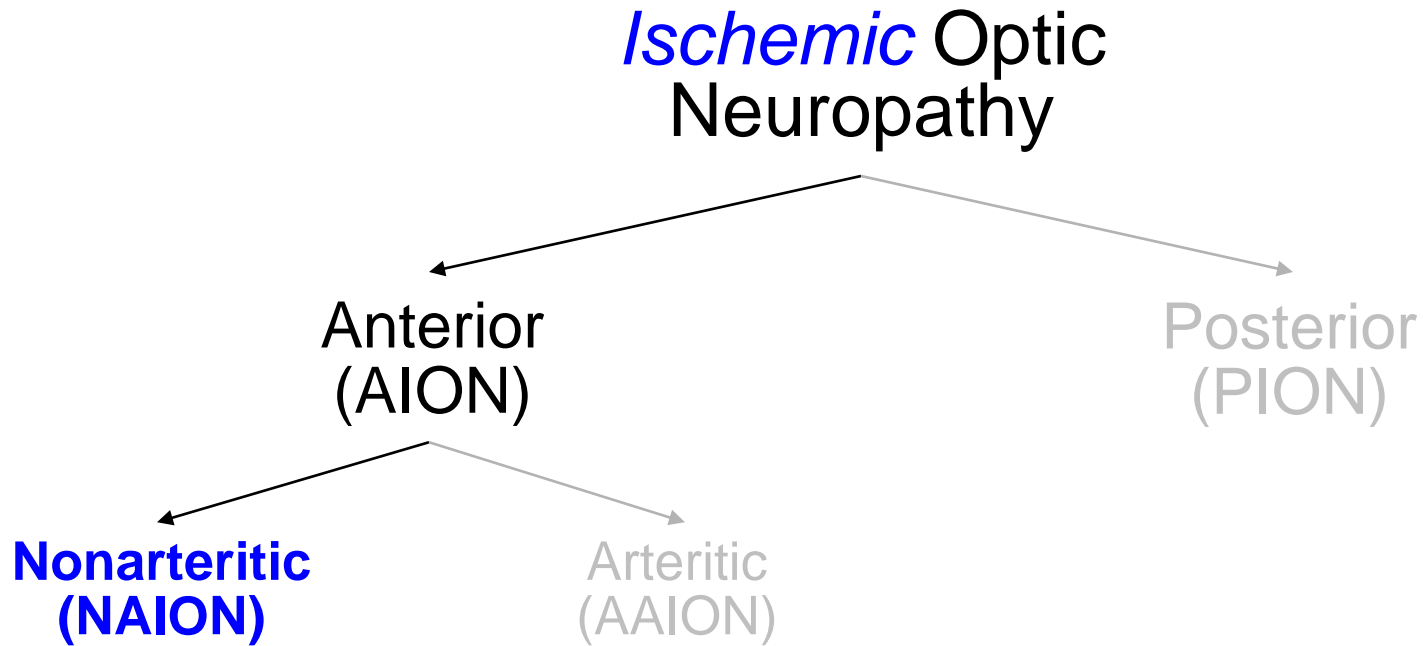 Ischemic Optic
Neuropathy
Anterior
(AION)
Posterior
(PION)
Nonarteritic
(NAION)
Arteritic
(AAION)